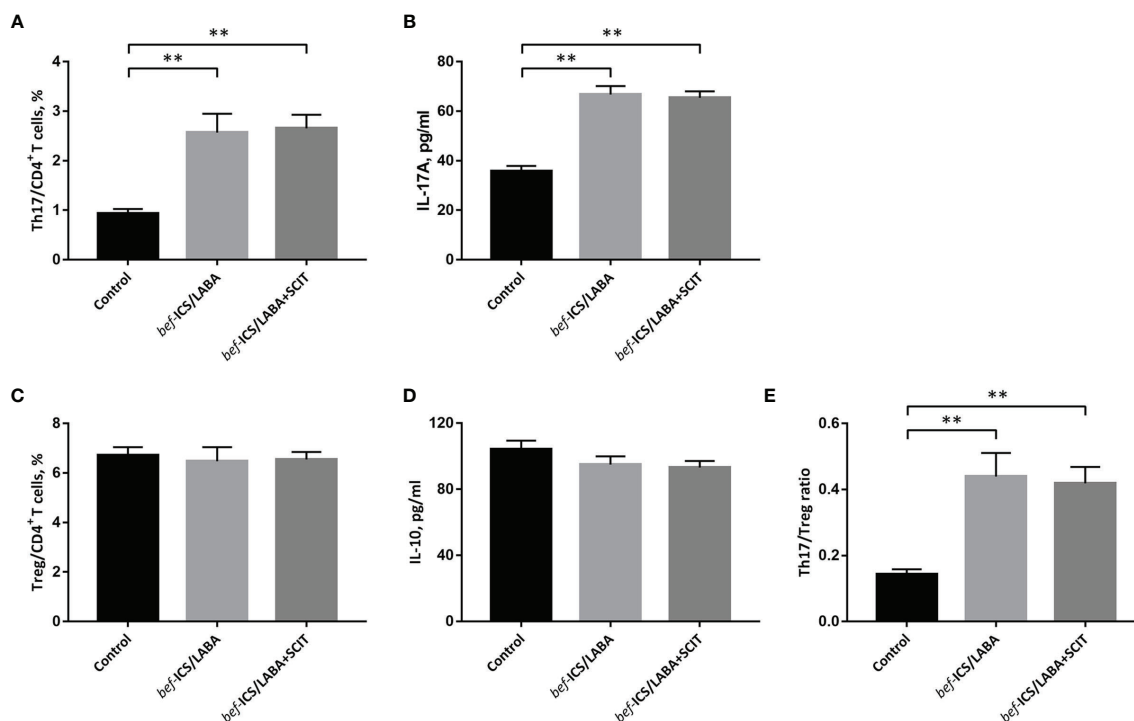 A
**
**
4
3
2
1
0
Th17/CD4⁺T cells, %
Control
bef-ICS/LABA
bef-ICS/LABA+SCIT
B
**
**
80
60
40
20
0
IL-17A, pg/ml
Control
bef-ICS/LABA
bef-ICS/LABA+SCIT
C
8
6
4
2
0
Treg/CD4⁺T cells, %
Control
bef-ICS/LABA
bef-ICS/LABA+SCIT
D
120
80
40
0
IL-10, pg/ml
Control
bef-ICS/LABA
bef-ICS/LABA+SCIT
E
**
**
0.6
0.4
0.2
0.0
Th17/Treg ratio
Control
bef-ICS/LABA
bef-ICS/LABA+SCIT